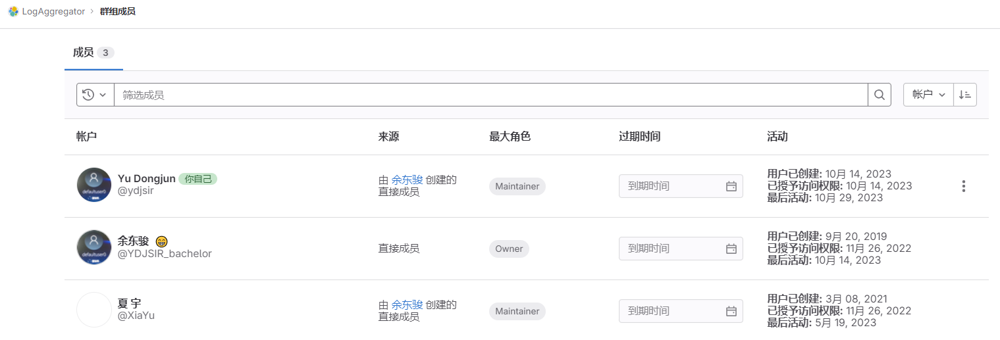 LogAggregator › 群组成员
成员 3
筛选成员
帐户
帐户 来源 最大角色 过期时间 活动
Yu Dongjun 你自己
@ydjsir
由 余东骏 创建的
直接成员
Maintainer
到期时间
用户已创建: 10月 14, 2023
已授予访问权限: 10月 14, 2023
最后活动: 10月 29, 2023
余东骏 😁
@YDJSIR_bachelor
直接成员
Owner
到期时间
用户已创建: 9月 20, 2019
已授予访问权限: 11月 26, 2022
最后活动: 10月 14, 2023
夏 宇
@XiaYu
由 余东骏 创建的
直接成员
Maintainer
到期时间
用户已创建: 3月 08, 2021
已授予访问权限: 11月 26, 2022
最后活动: 5月 19, 2023